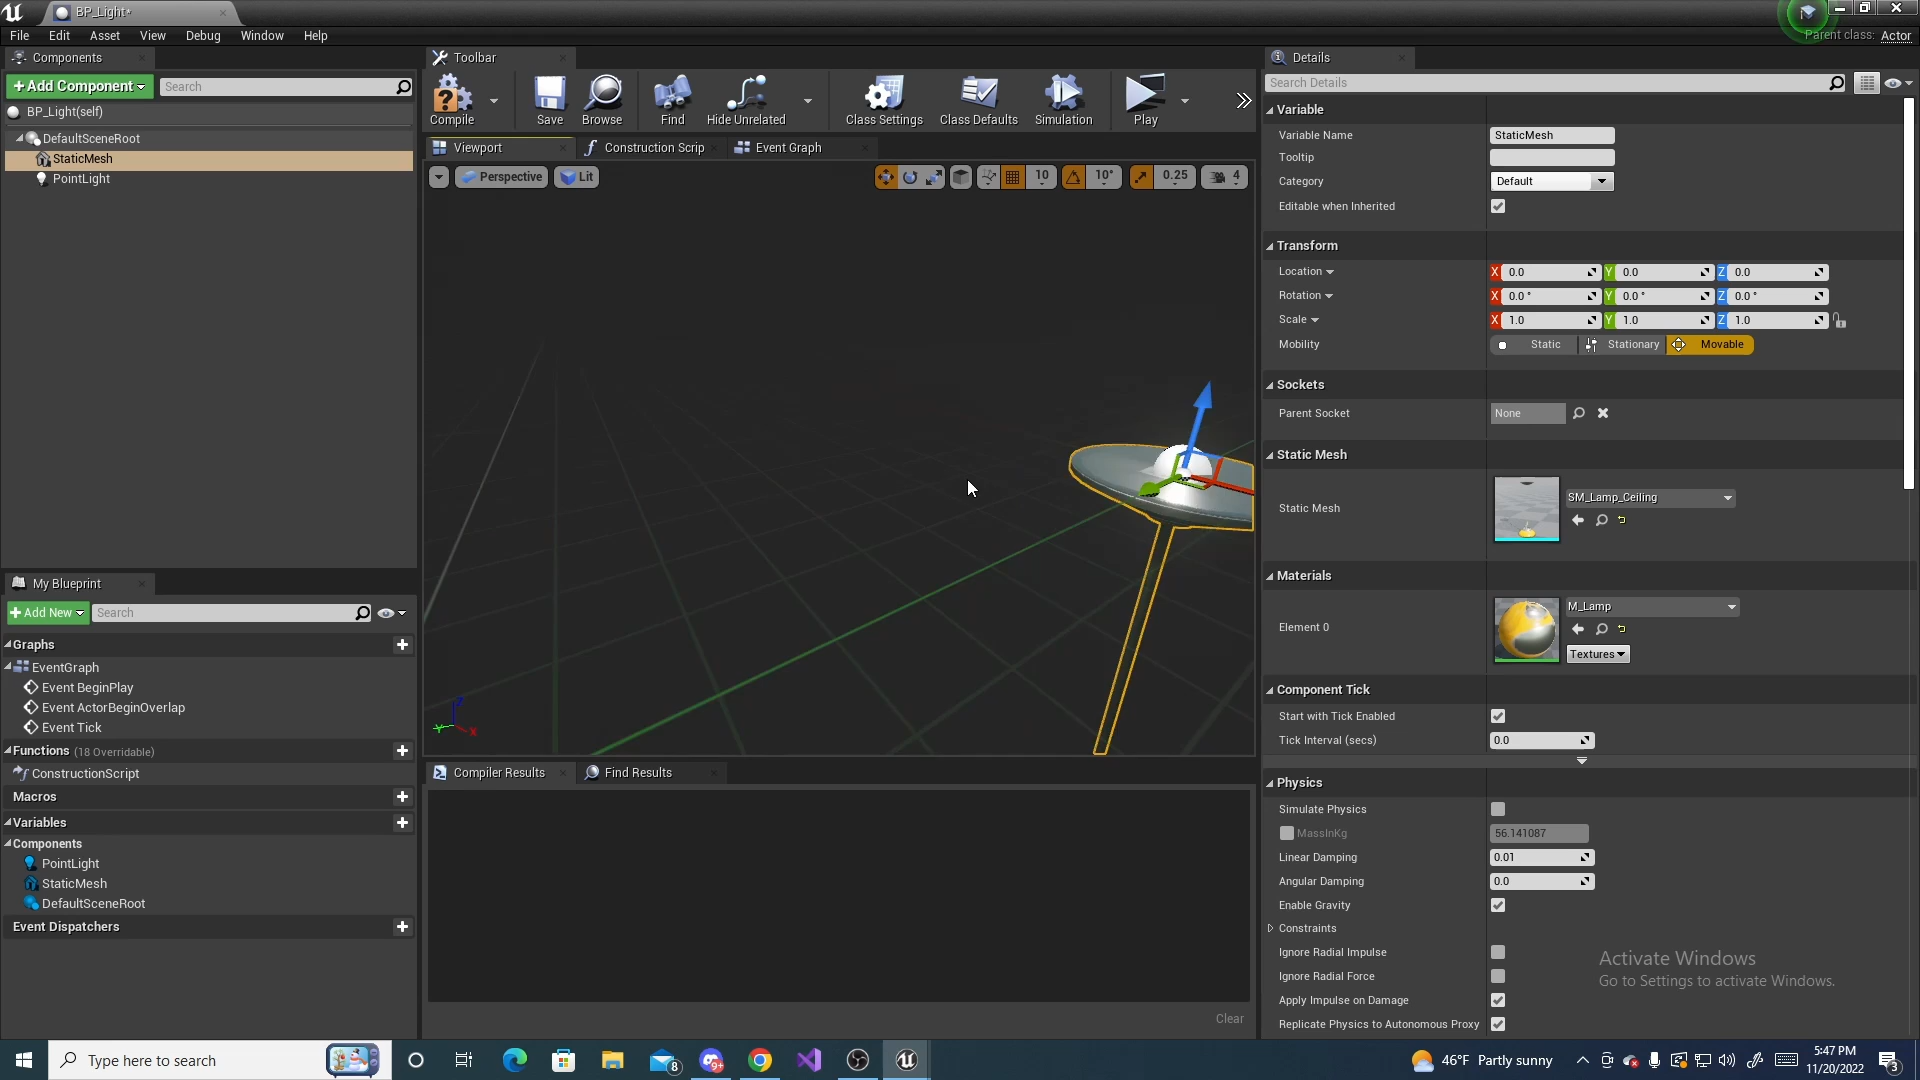 BP_Light*
File Edit Asset View Debug Window Help
Parent class: Actor
Components
+Add Component
Search
BP_Light(self)
DefaultSceneRoot
StaticMesh
PointLight
My Blueprint
+Add New
Search
Graphs
EventGraph
Event BeginPlay
Event ActorBeginOverlap
Event Tick
Functions (18 Overridable)
ConstructionScript
Macros
Variables
Components
PointLight
StaticMesh
DefaultSceneRoot
Event Dispatchers
Toolbar
Compile Save Browse Find Hide Unrelated Class Settings Class Defaults Simulation Play
Viewport Construction Scrip Event Graph
Perspective Lit 10 10° 0.25 4
Z
Y
X
Compiler Results Find Results
Clear
Details
Search Details
Variable
Variable Name StaticMesh
Tooltip
Category Default
Editable when Inherited
Transform
Location X 0.0 Y 0.0 Z 0.0
Rotation X 0.0° Y 0.0° Z 0.0°
Scale X 1.0 Y 1.0 Z 1.0
Mobility Static Stationary Movable
Sockets
Parent Socket None
Static Mesh
Static Mesh SM_Lamp_Ceiling
Materials
Element 0 M_Lamp
Textures
Component Tick
Start with Tick Enabled
Tick Interval (secs) 0.0
Physics
Simulate Physics
MassInKg 56.141087
Linear Damping 0.01
Angular Damping 0.0
Enable Gravity
Constraints
Ignore Radial Impulse
Ignore Radial Force
Apply Impulse on Damage
Replicate Physics to Autonomous Proxy
Activate Windows
Go to Settings to activate Windows.
Type here to search
8
9+
46°F Partly sunny
5:47 PM
11/20/2022
3